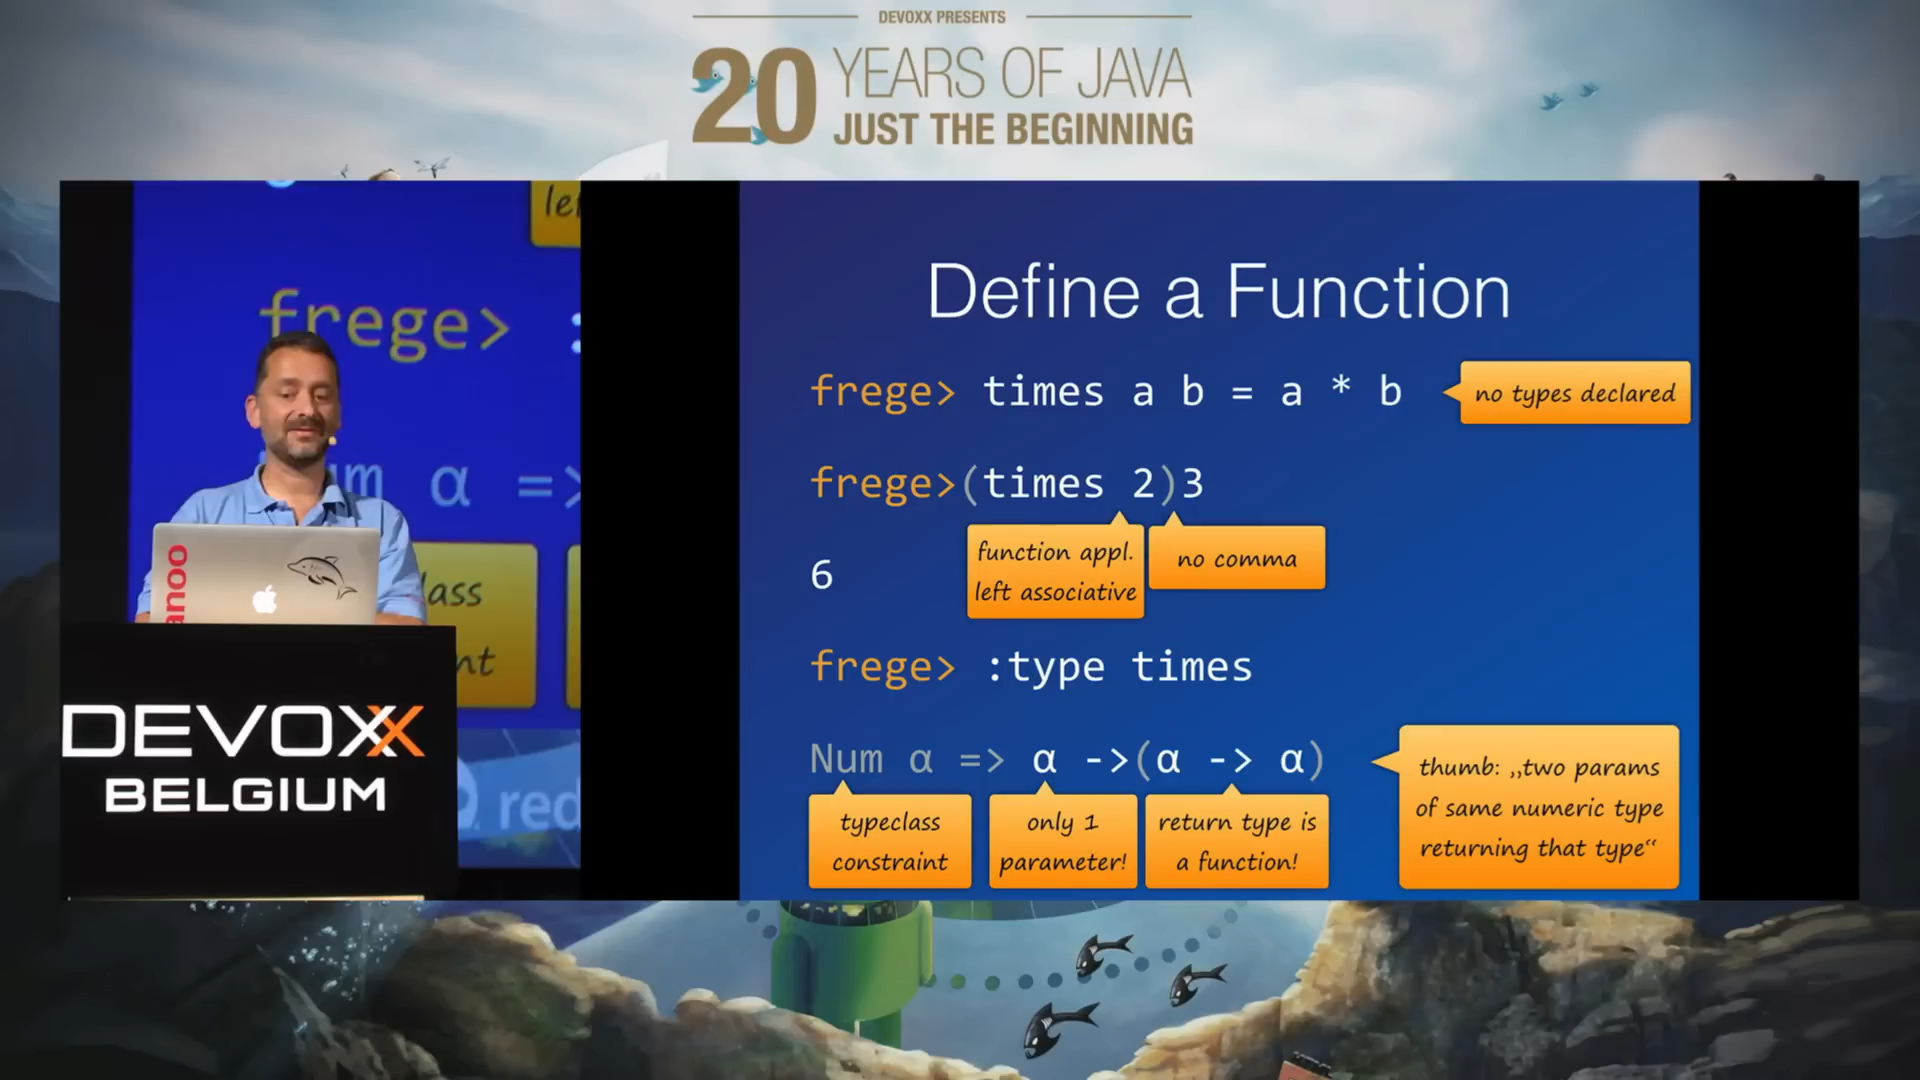 DEVOXX PRESENTS
20 YEARS OF JAVA
JUST THE BEGINNING
frege> :
α =>
anoo
DEVOXX
BELGIUM
red
Define a Function
frege> times a b = a * b
no types declared
frege>(times 2)3
function appl.
left associative
no comma
6
frege> :type times
Num α => α ->(α -> α)
typeclass
constraint
only 1
parameter!
return type is
a function!
thumb: „two params
of same numeric type
returning that type“